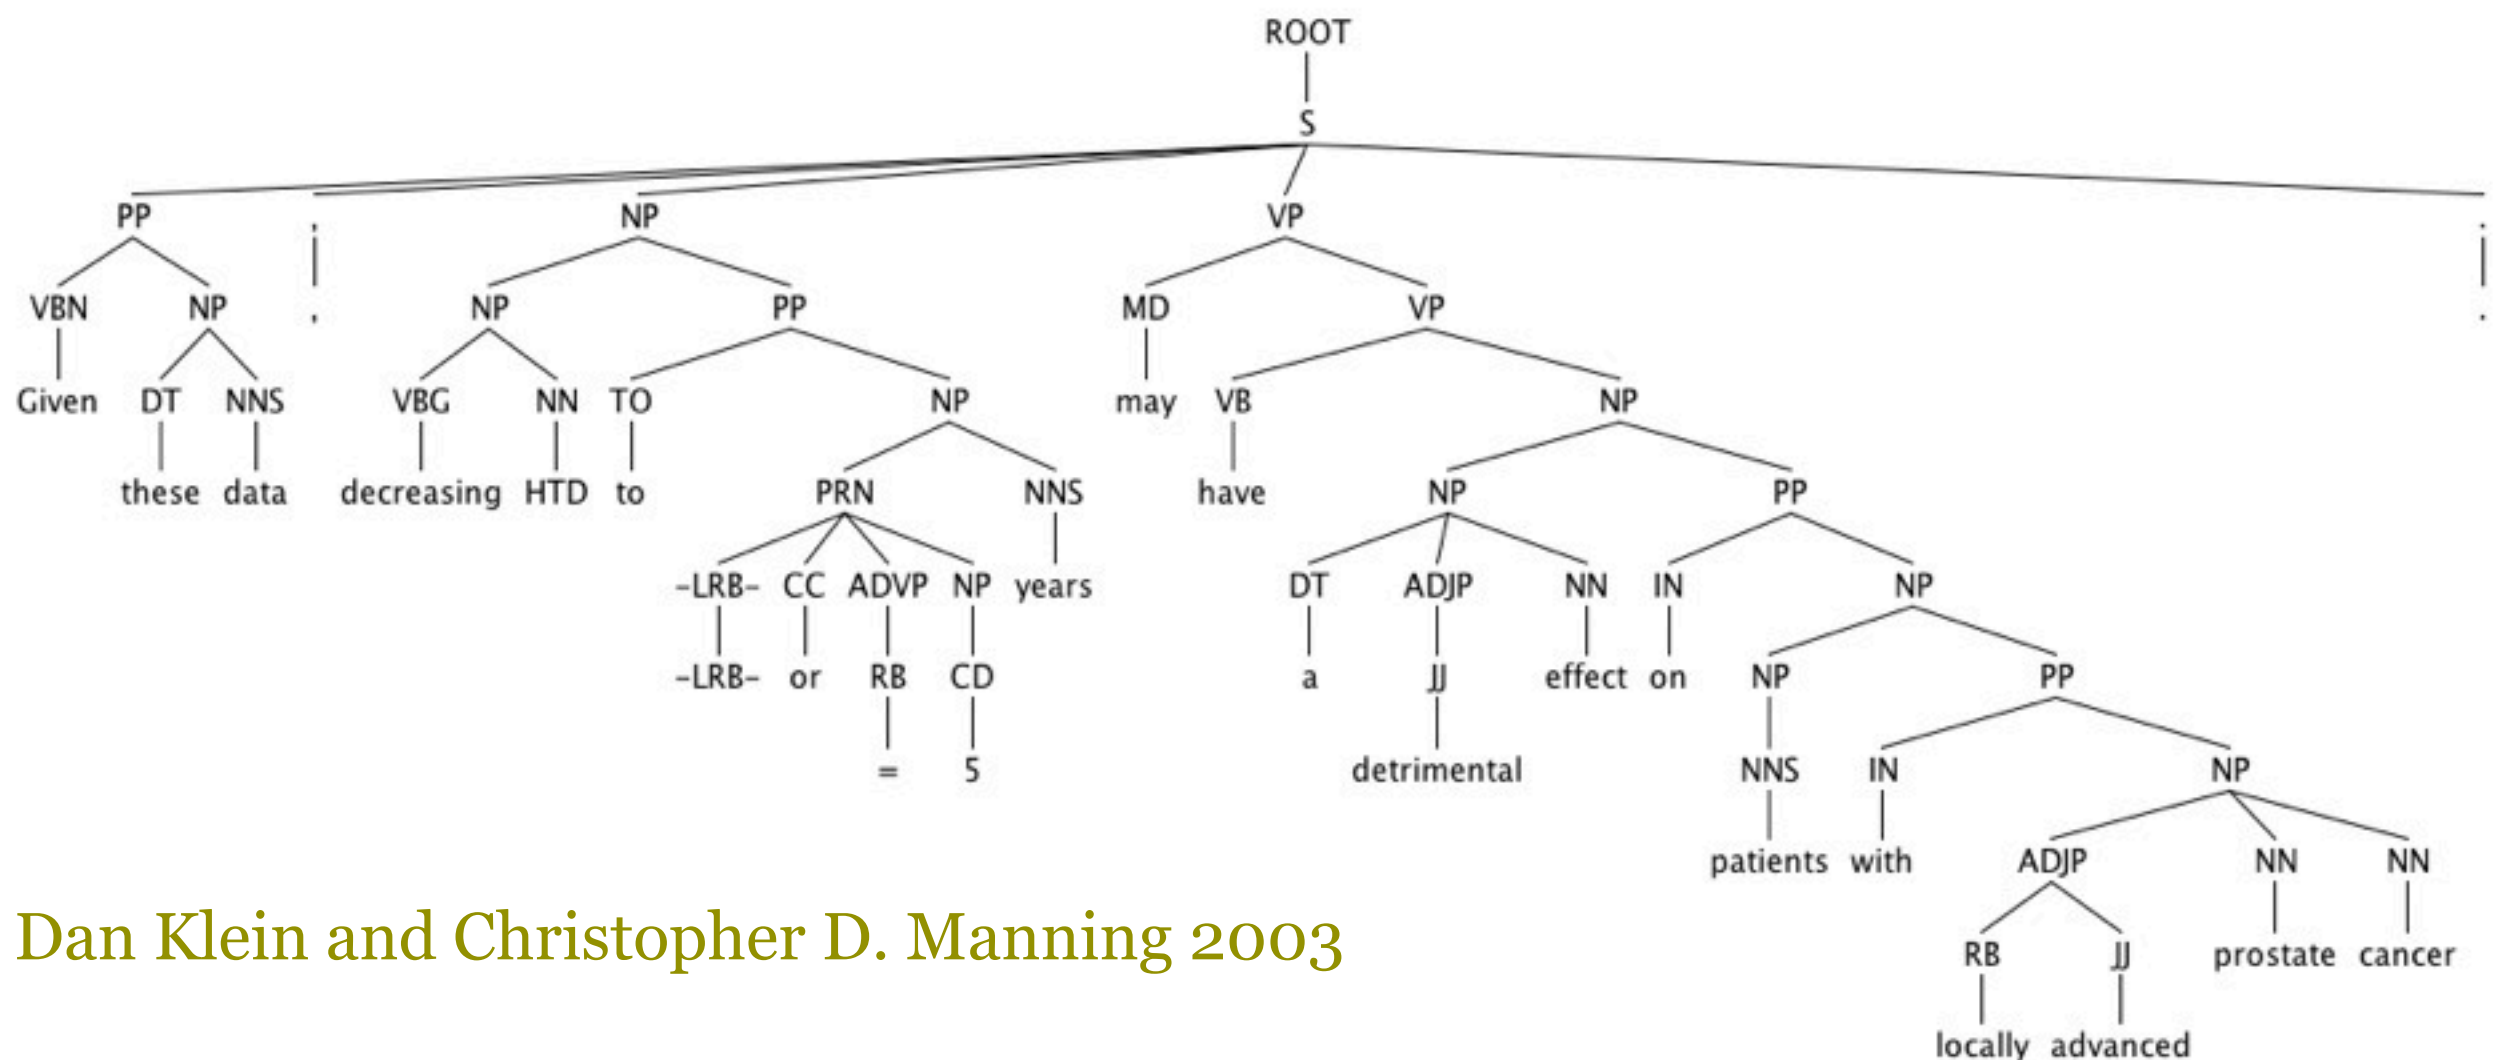 ROOT
S
PP , NP VP .
VBN NP , NP PP MD VP .
Given DT NNS VBG NN TO NP may VB NP
these data decreasing HTD to PRN NNS have NP PP
-LRB- CC ADVP NP years DT ADJP NN IN NP
-LRB- or RB CD a JJ effect on NP PP
= 5 detrimental NNS IN NP
patients with ADJP NN NN
Dan Klein and Christopher D. Manning 2003
RB JJ prostate cancer
locally advanced